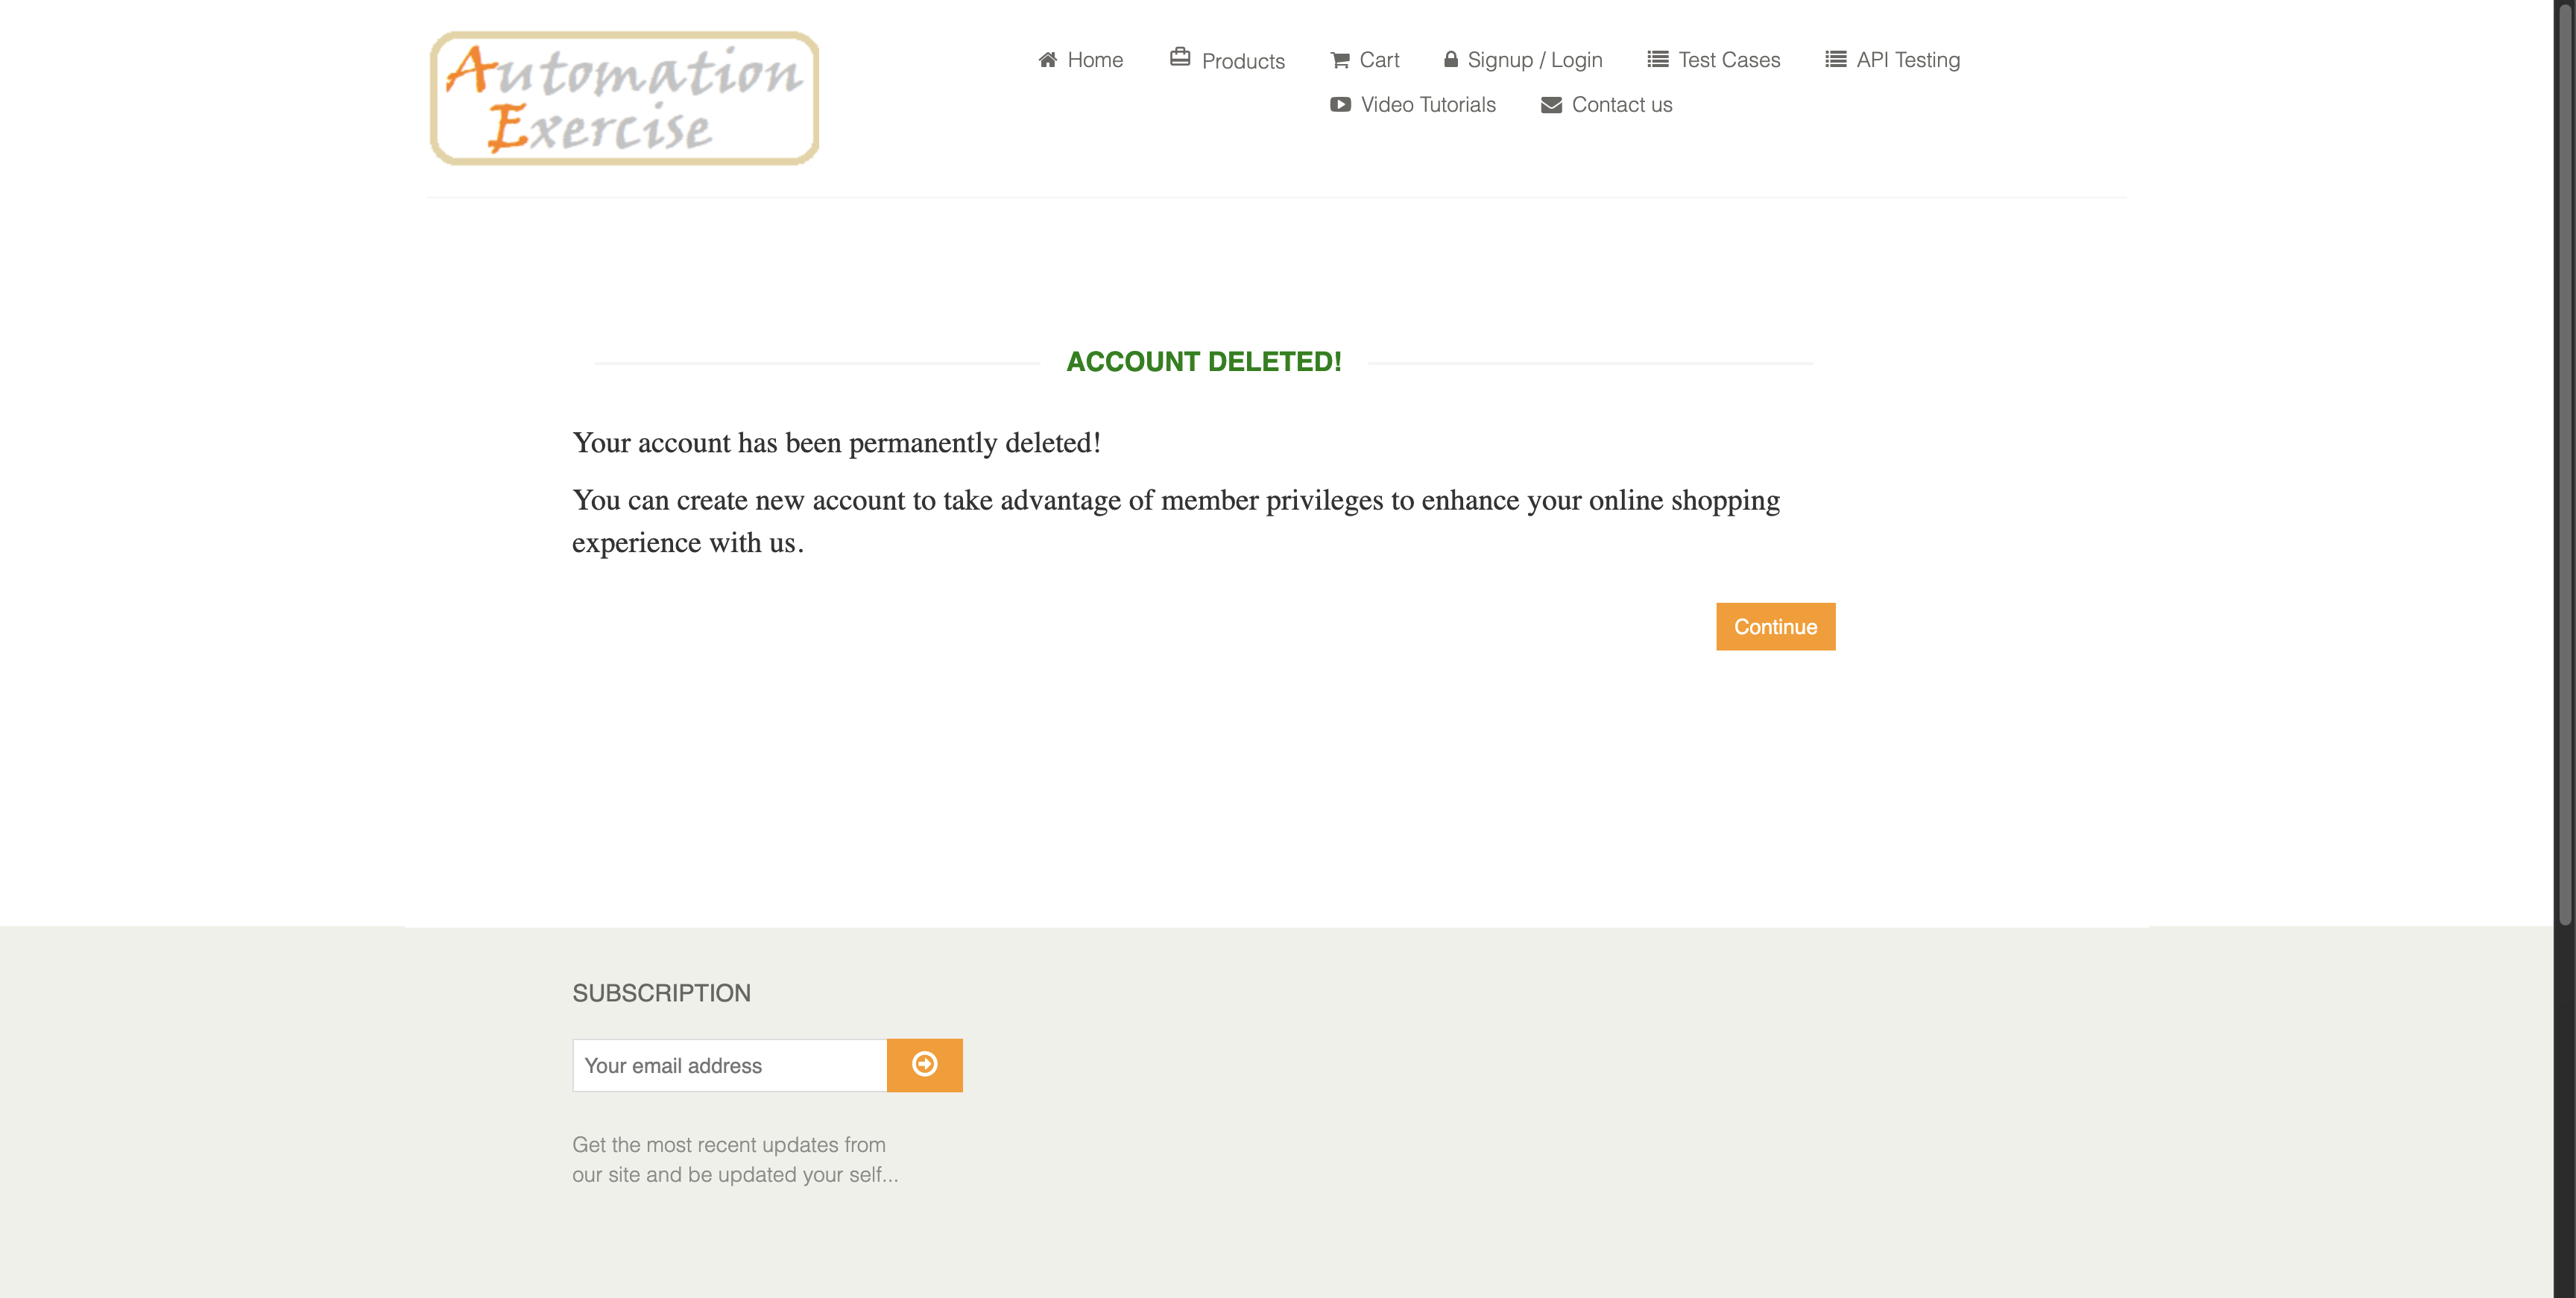 Automation
Exercise
Home
Products
Cart
Signup / Login
Test Cases
API Testing
Video Tutorials
Contact us
ACCOUNT DELETED!
Your account has been permanently deleted!
You can create new account to take advantage of member privileges to enhance your online shopping
experience with us.
Continue
SUBSCRIPTION
Your email address
Get the most recent updates from
our site and be updated your self...